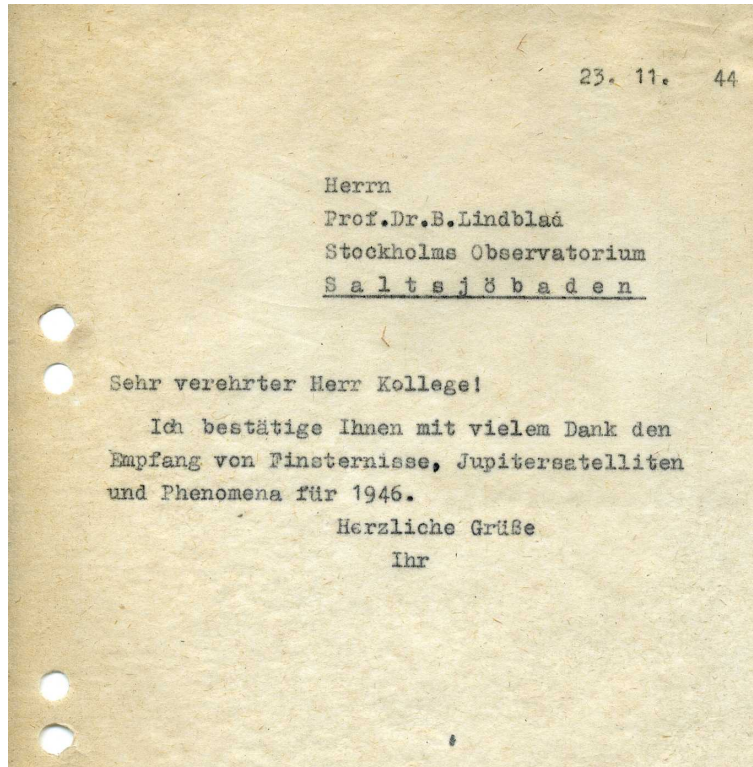 23. 11. 44
Herrn
Prof.Dr.B.Lindblad
Stockholms Observatorium
Saltsjöbaden
Sehr verehrter Herr Kollege!
Ich bestätige Ihnen mit vielem Dank den
Empfang von Finsternisse, Jupitersatelliten
und Phenomena für 1946.
Herzliche Grüße
Ihr